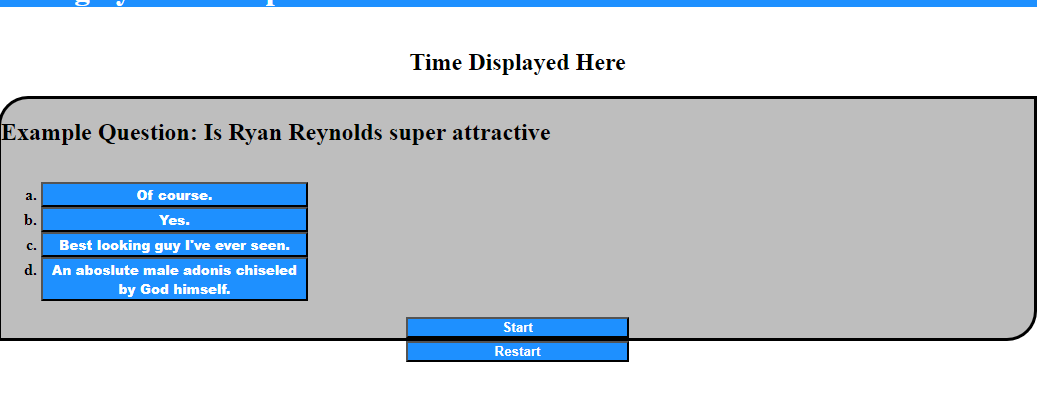 Time Displayed Here
Example Question: Is Ryan Reynolds super attractive
a. Of course.
b. Yes.
c. Best looking guy I've ever seen.
d. An aboslute male adonis chiseled
by God himself.
Start
Restart